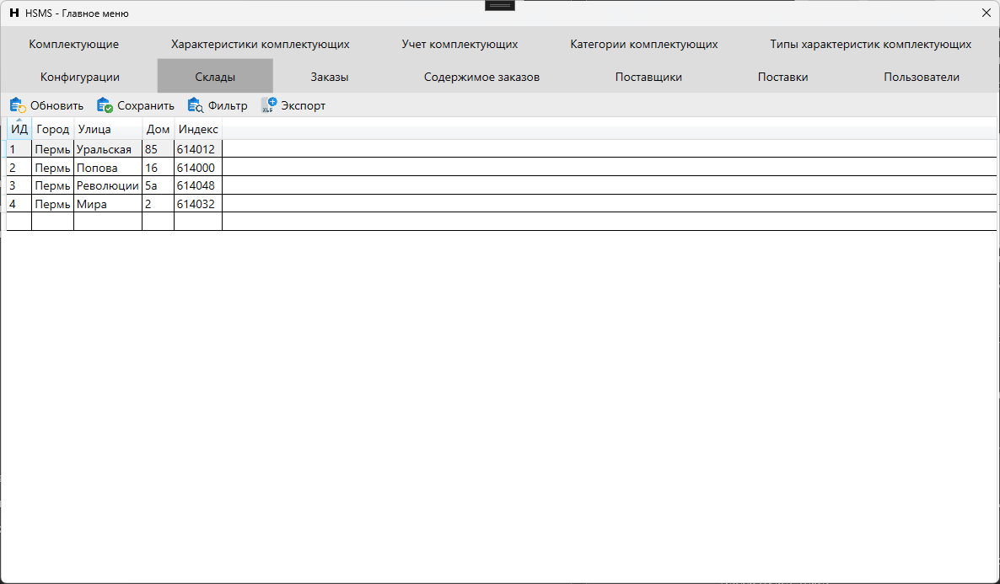 H HSMS - Главное меню
Комплектующие Характеристики комплектующих Учет комплектующих Категории комплектующих Типы характеристик комплектующих
Конфигурации Склады Заказы Содержимое заказов Поставщики Поставки Пользователи
Обновить Сохранить Фильтр XLS Экспорт
ИД Город Улица Дом Индекс
1 Пермь Уральская 85 614012
2 Пермь Попова 16 614000
3 Пермь Революции 5а 614048
4 Пермь Мира 2 614032